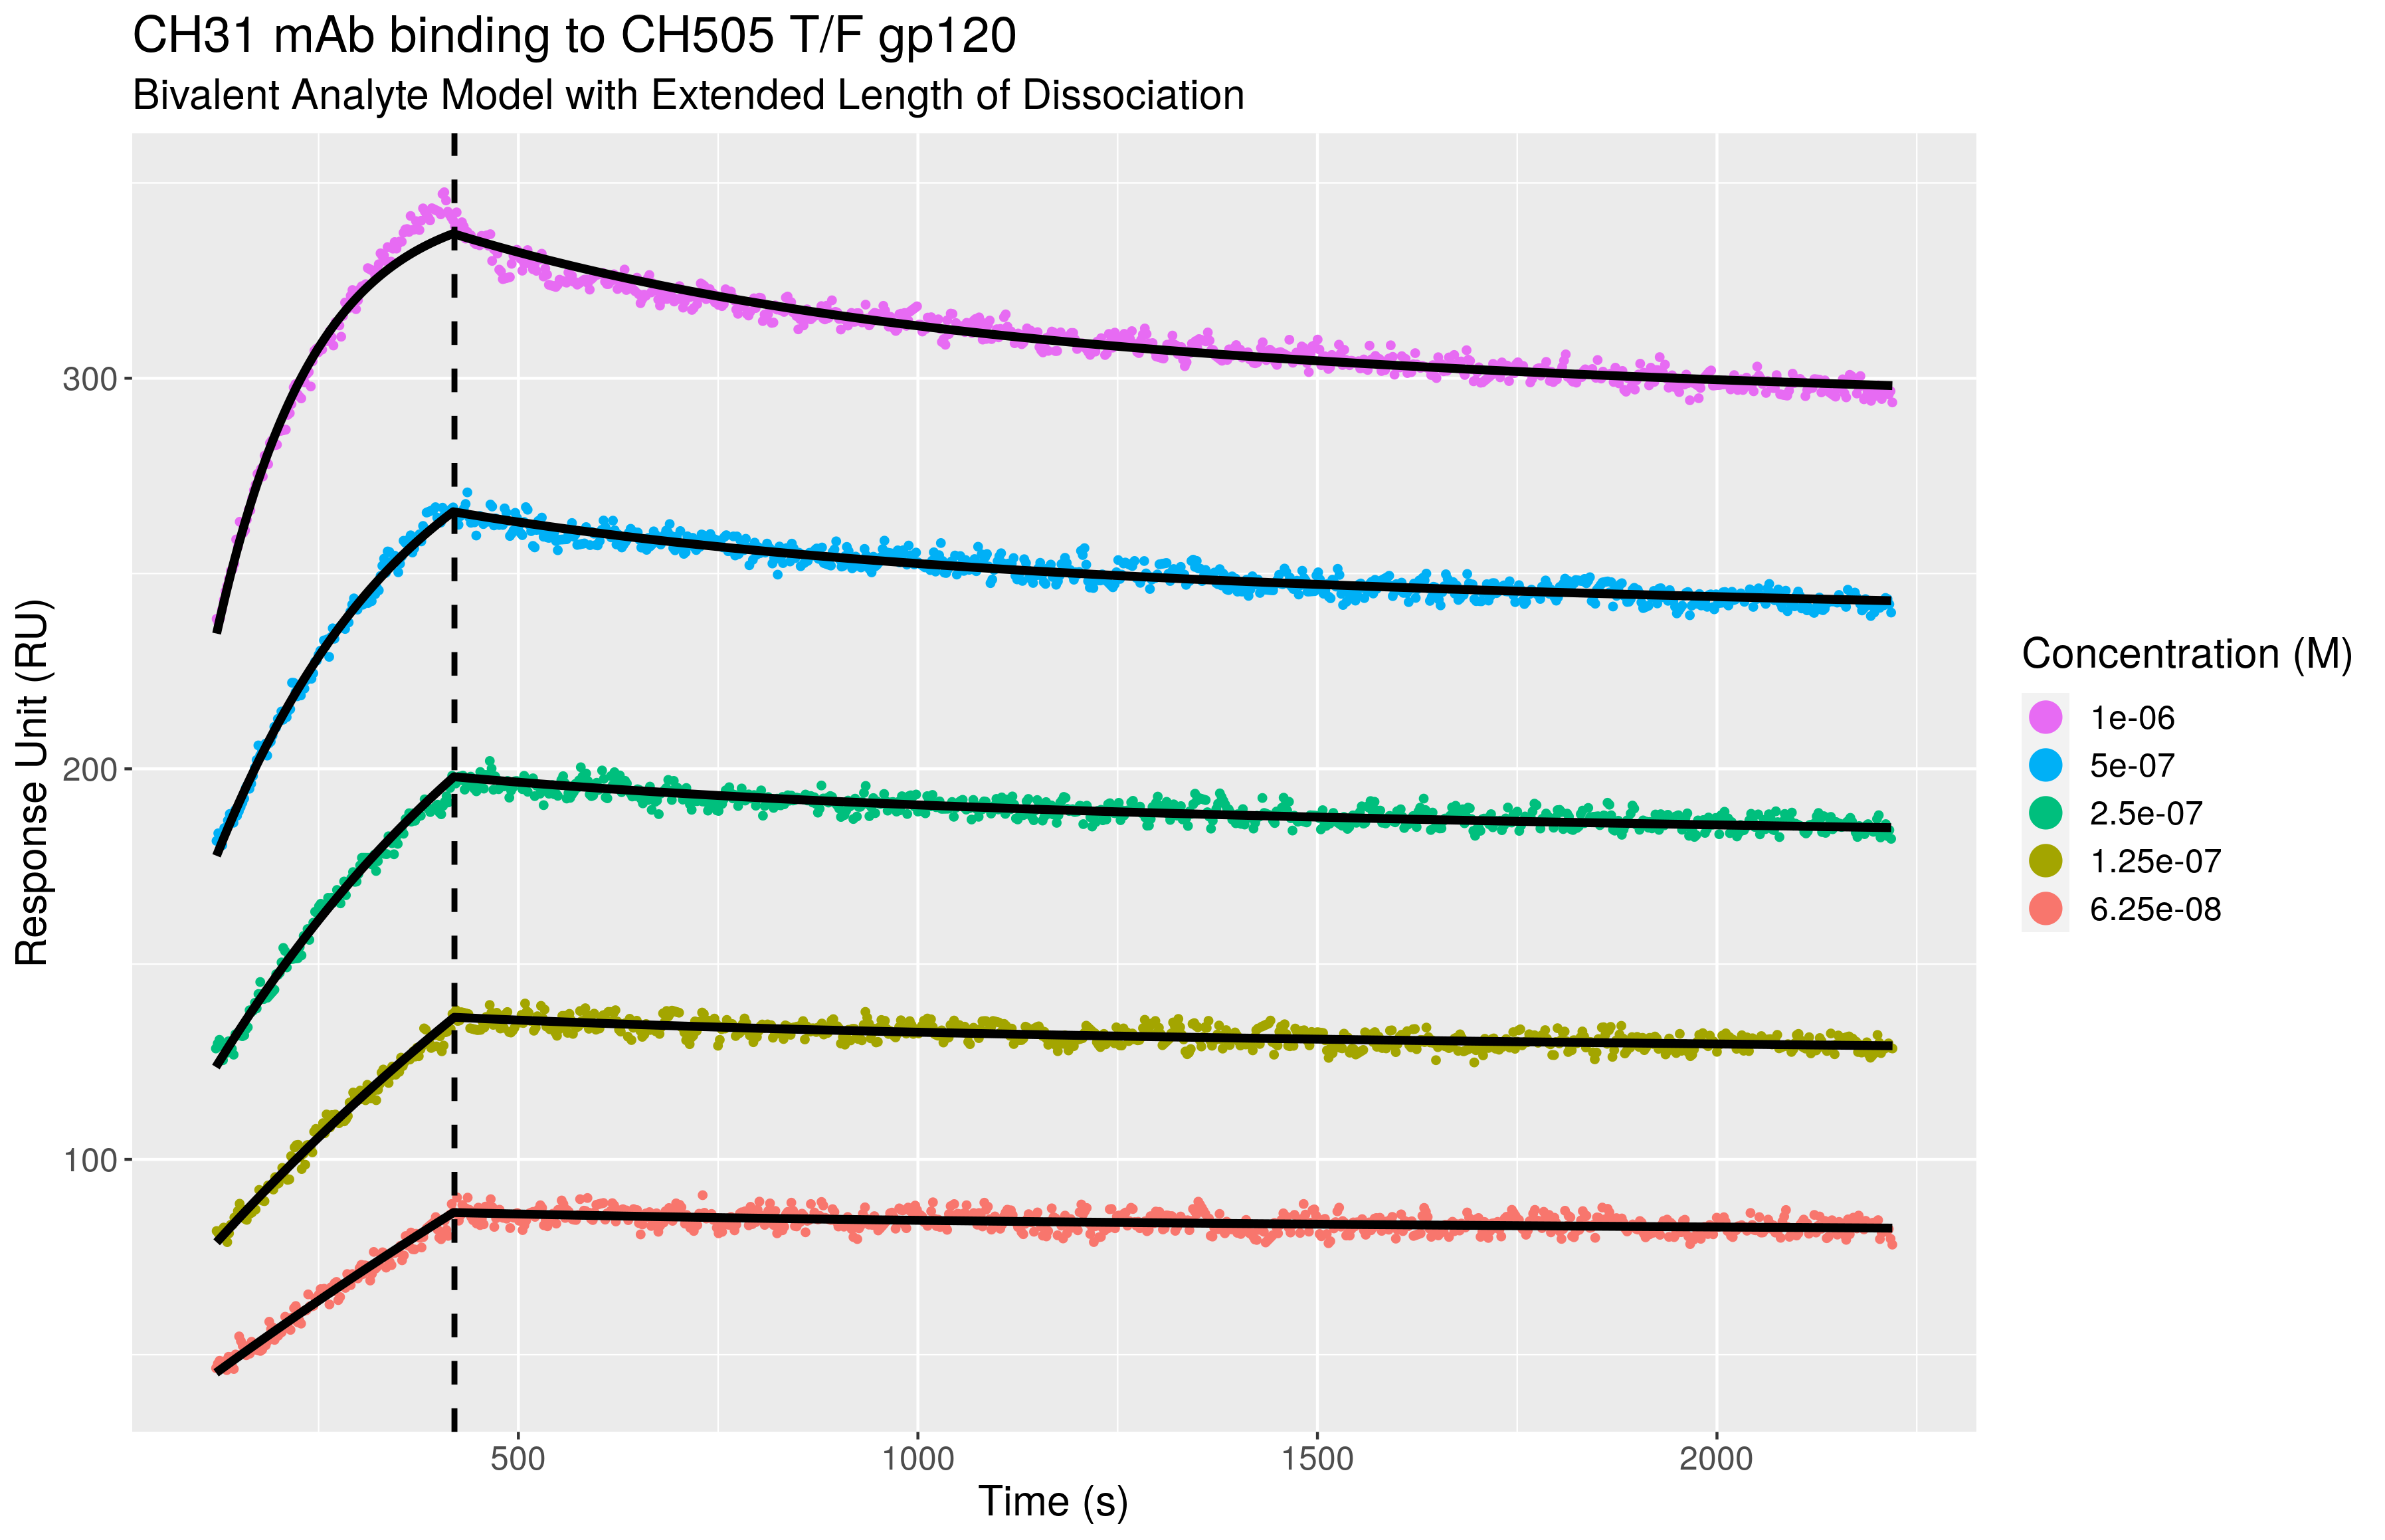 CH31 mAb binding to CH505 T/F gp120
Bivalent Analyte Model with Extended Length of Dissociation
Response Unit (RU)
300
200
100
500
1000
1500
2000
Time (s)
Concentration (M)
1e-06
5e-07
2.5e-07
1.25e-07
6.25e-08